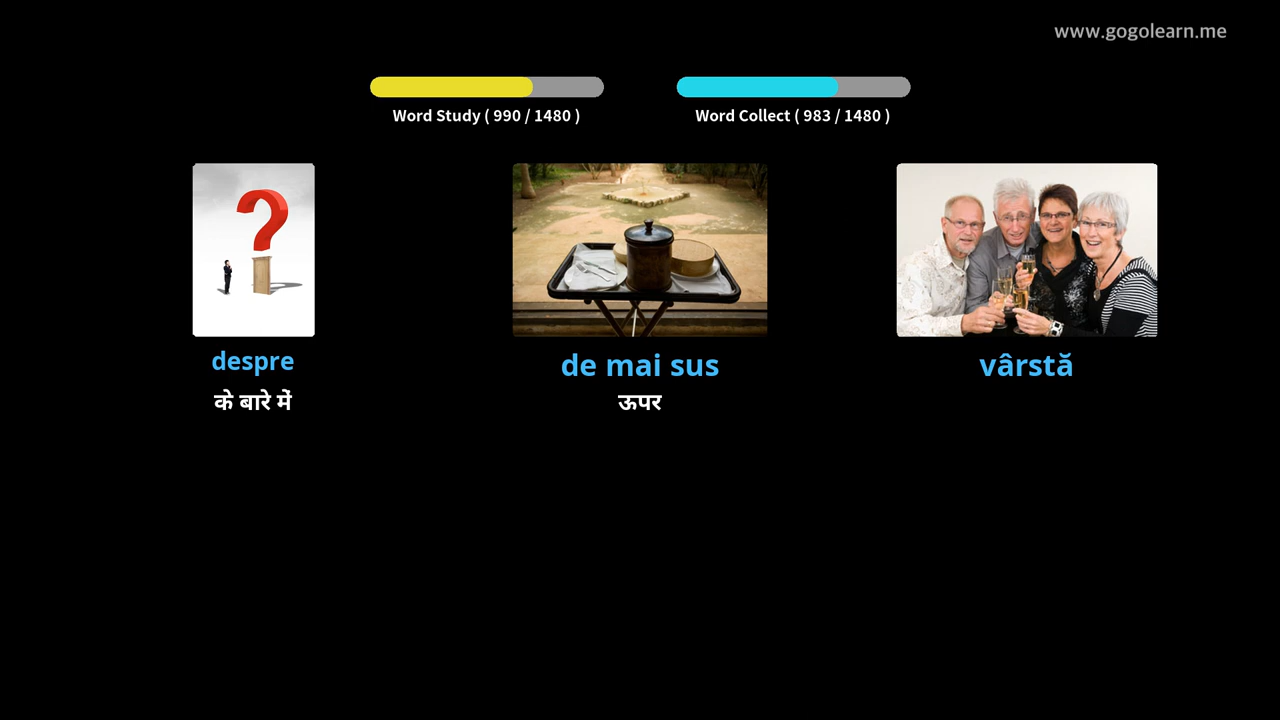 www.gogolearn.me
Word Study ( 990 / 1480 )
Word Collect ( 983 / 1480 )
despre
de mai sus
vârstă
के बारे में
ऊपर